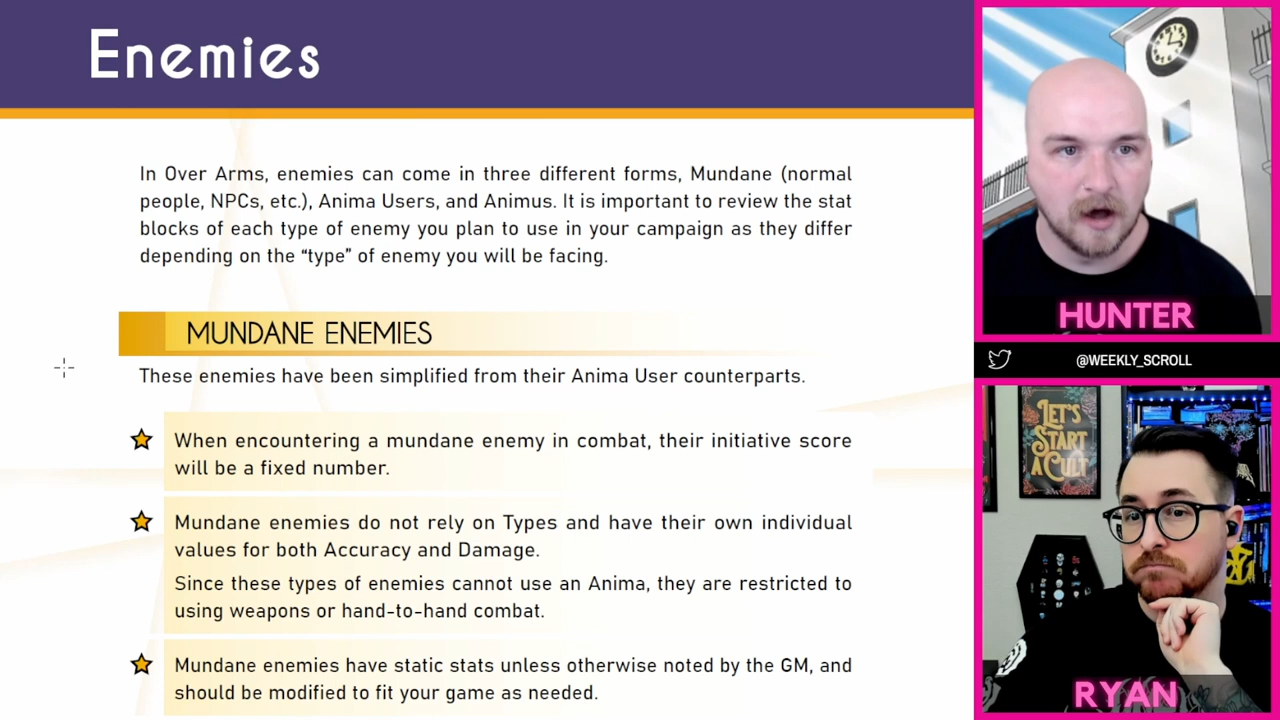 Enemies
In Over Arms, enemies can come in three different forms, Mundane (normal
people, NPCs, etc.), Anima Users, and Animus. It is important to review the stat
blocks of each type of enemy you plan to use in your campaign as they differ
depending on the “type” of enemy you will be facing.
MUNDANE ENEMIES
These enemies have been simplified from their Anima User counterparts.
When encountering a mundane enemy in combat, their initiative score
will be a fixed number.
Mundane enemies do not rely on Types and have their own individual
values for both Accuracy and Damage.
Since these types of enemies cannot use an Anima, they are restricted to
using weapons or hand-to-hand combat.
Mundane enemies have static stats unless otherwise noted by the GM, and
should be modified to fit your game as needed.
HUNTER
@WEEKLY_SCROLL
LET'S
START
A CULT
RYAN